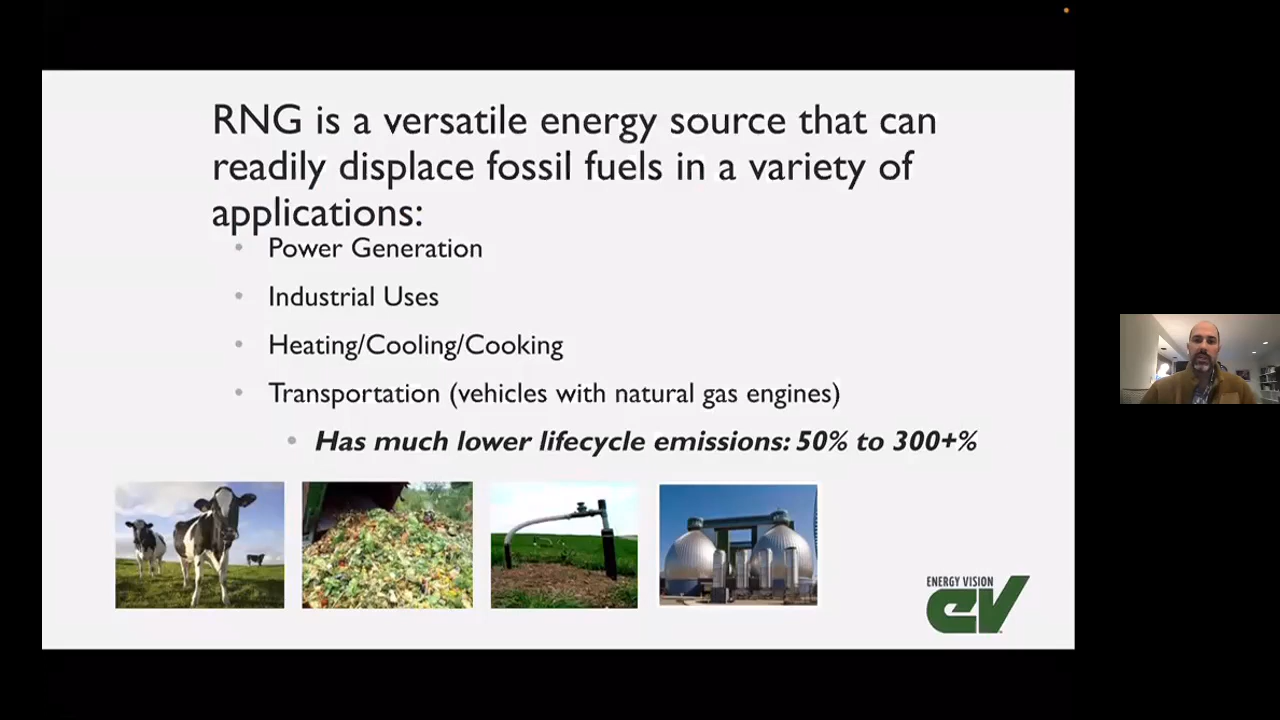 RNG is a versatile energy source that can
readily displace fossil fuels in a variety of
applications:
• Power Generation
• Industrial Uses
• Heating/Cooling/Cooking
• Transportation (vehicles with natural gas engines)
• Has much lower lifecycle emissions: 50% to 300+%
ENERGY VISION
eV